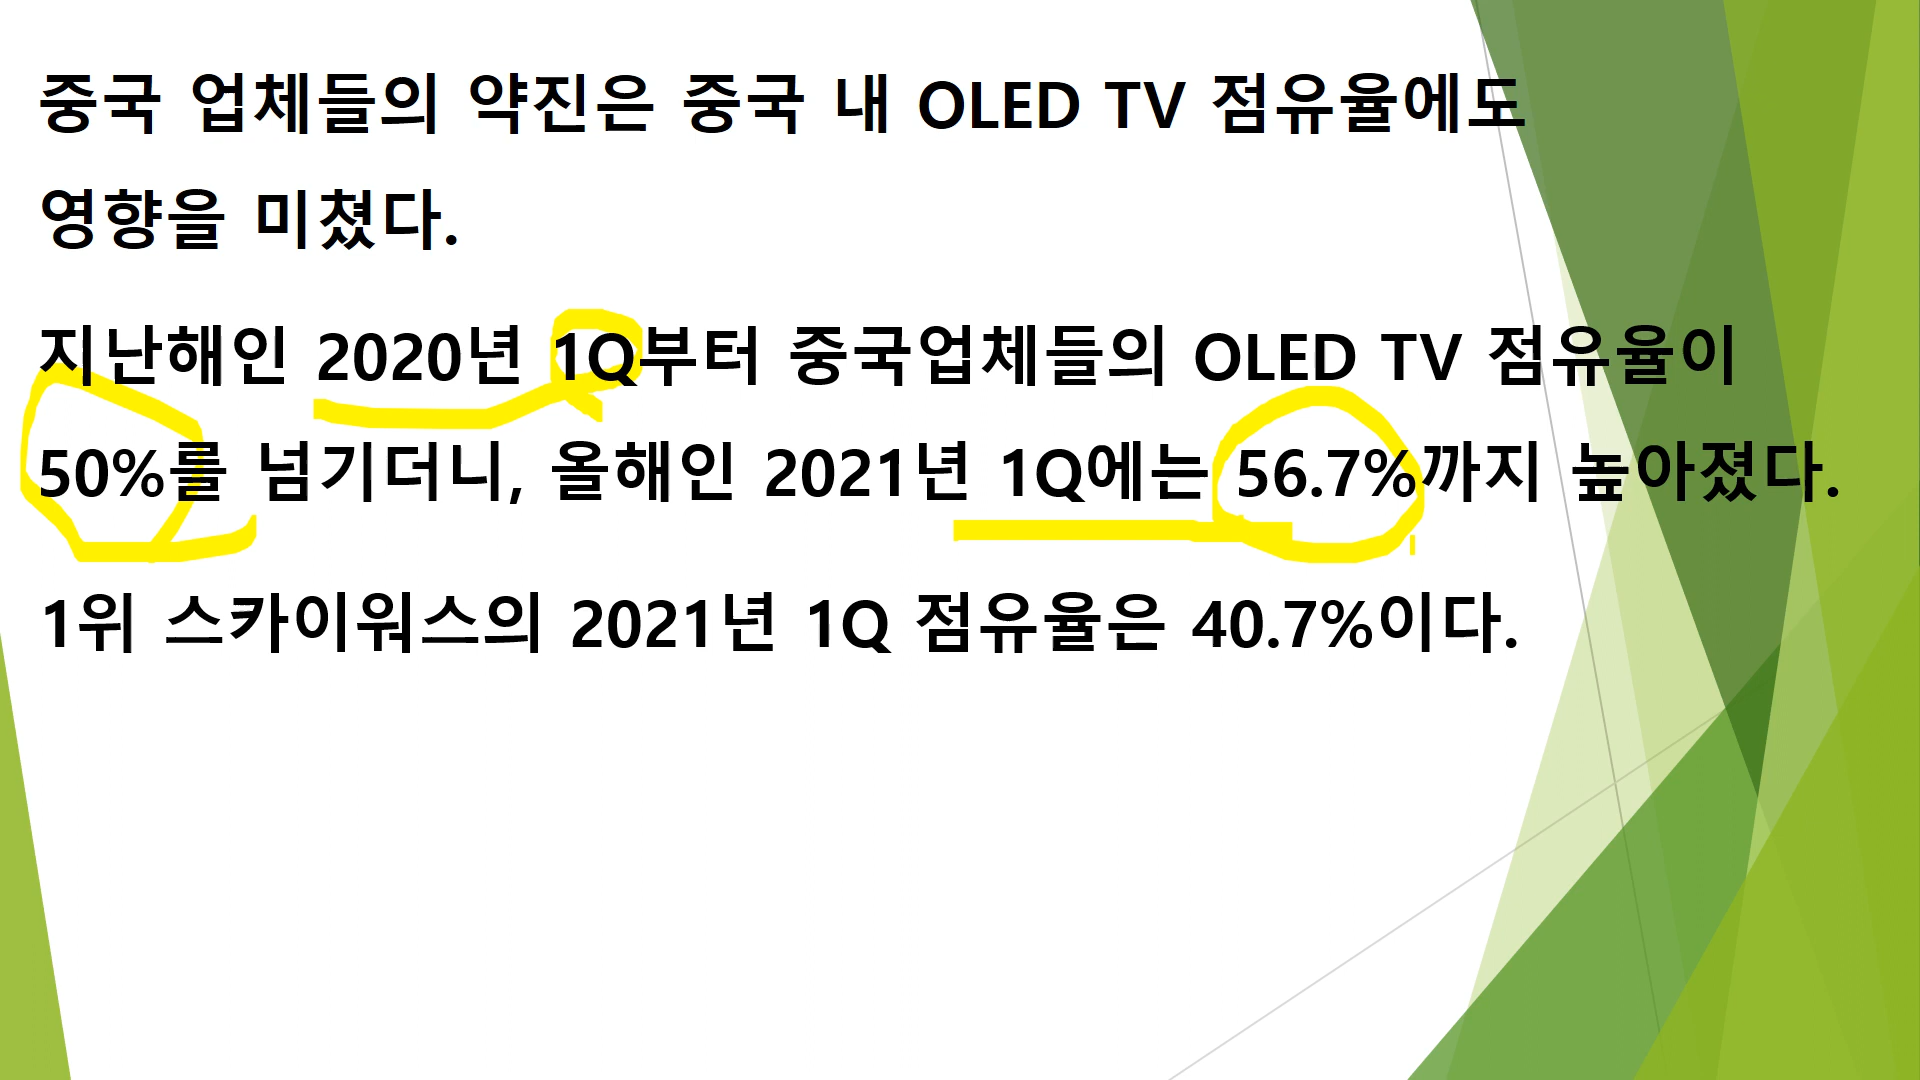 중국 업체들의 약진은 중국 내 OLED TV 점유율에도
영향을 미쳤다.
지난해인 2020년 1Q부터 중국업체들의 OLED TV 점유율이
50%를 넘기더니, 올해인 2021년 1Q에는 56.7%까지 높아졌다.
1위 스카이워스의 2021년 1Q 점유율은 40.7%이다.